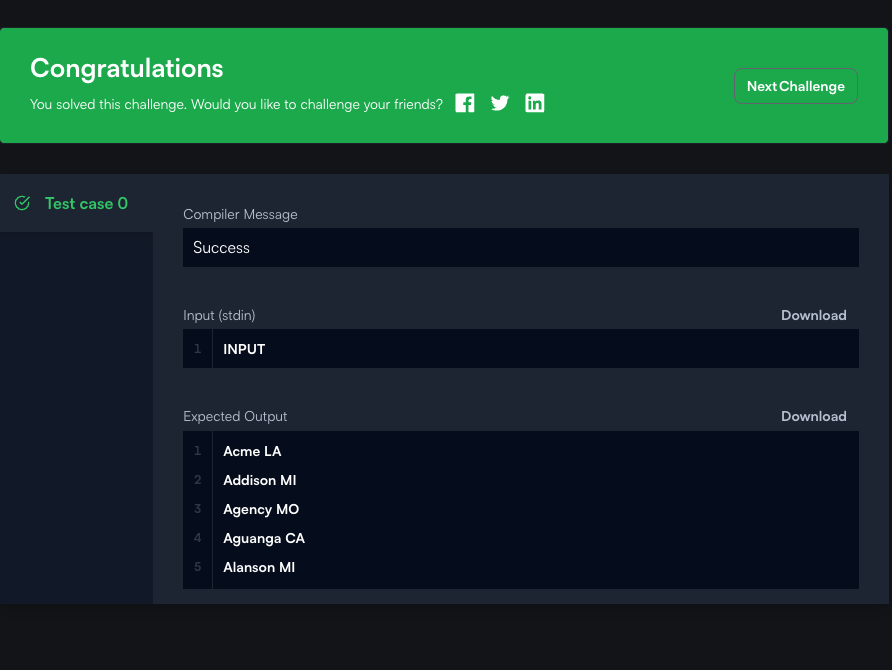 Congratulations
You solved this challenge. Would you like to challenge your friends?
Next Challenge
Test case 0
Compiler Message
Success
Input (stdin)
Download
1 INPUT
Expected Output
Download
1 Acme LA
2 Addison MI
3 Agency MO
4 Aguanga CA
5 Alanson MI